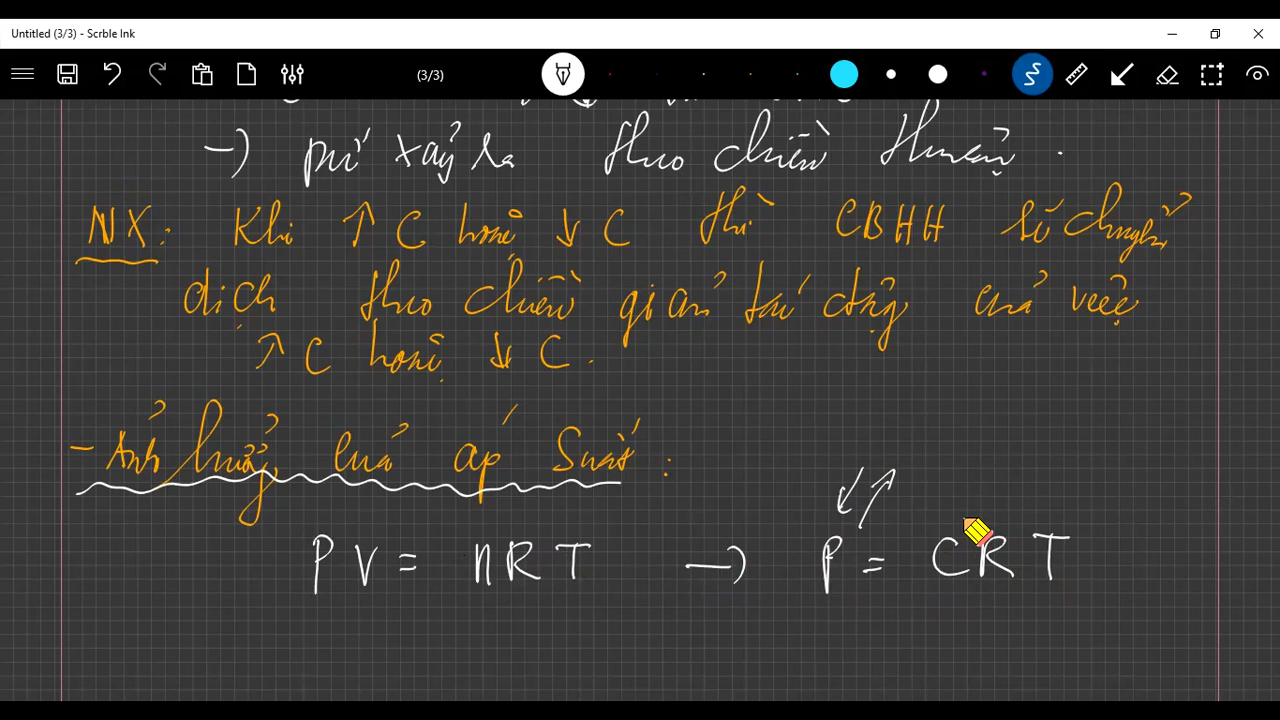 Untitled (3/3) - Scrble Ink
(3/3)
→ pứ xảy ra theo chiều thuận.
NX: Khi ↑ C hoặc ↓ C thì CBHH sẽ chuyển
dịch theo chiều giảm tác động của việc
↑ C hoặc ↓ C.
- Ảnh hưởng của áp suất:
↙↗
PV = nRT → P = CRT